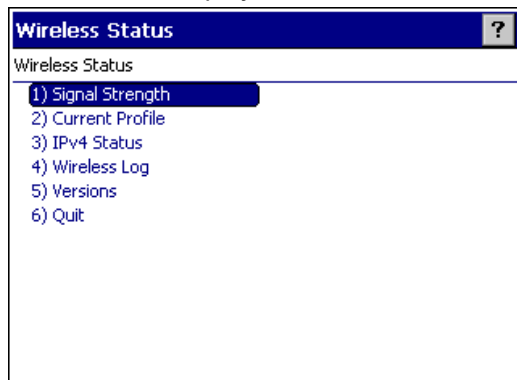 Wireless Status ?
Wireless Status
1) Signal Strength
2) Current Profile
3) IPv4 Status
4) Wireless Log
5) Versions
6) Quit